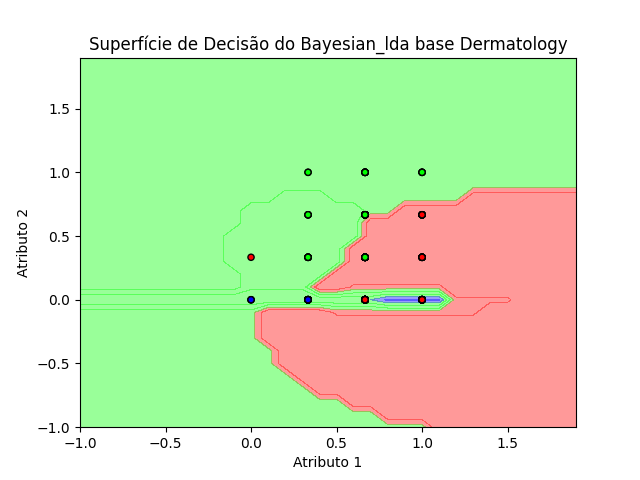 Superfície de Decisão do Bayesian_lda base Dermatology
Atributo 2
1.5
1.0
0.5
0.0
−0.5
−1.0
−1.0 −0.5 0.0 0.5 1.0 1.5
Atributo 1